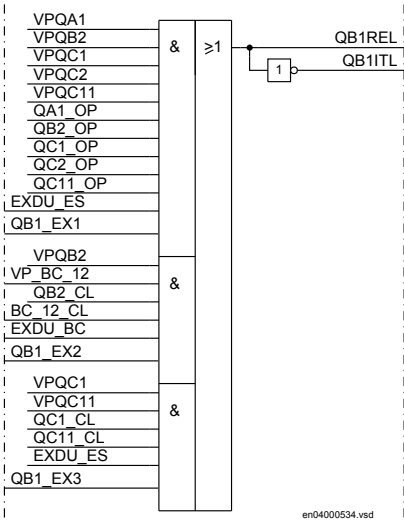 VPQA1
VPQB2
VPQC1
VPQC2
VPQC11
QA1_OP
QB2_OP
QC1_OP
QC2_OP
QC11_OP
EXDU_ES
QB1_EX1
&
≥1
QB1REL
QB1ITL
1
VPQB2
VP_BC_12
QB2_CL
BC_12_CL
EXDU_BC
QB1_EX2
&
VPQC1
VPQC11
QC1_CL
QC11_CL
EXDU_ES
QB1_EX3
&
en04000534.vsd